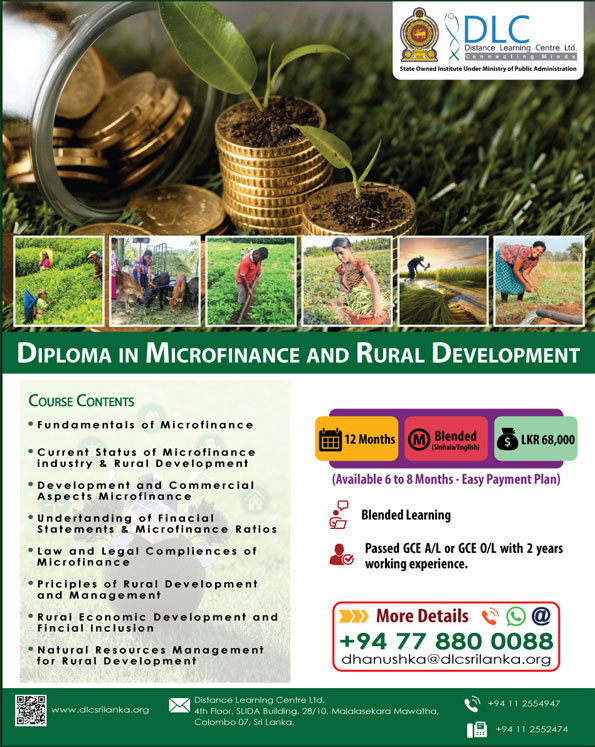 DLC
Distance Learning Centre Ltd.
Connecting Minds
State Owned Institute Under Ministry of Public Administration
DIPLOMA IN MICROFINANCE AND RURAL DEVELOPMENT
COURSE CONTENTS
• Fundamentals of Microfinance
• Current Status of Microfinance
industry & Rural Development
• Development and Commercial
Aspects Microfinance
• Undertanding of Finacial
Statements & Microfinance Ratios
• Law and Legal Compliences of
Microfinance
• Priciples of Rural Development
and Management
• Rural Economic Development and
Fincial Inclusion
• Natural Resources Management
for Rural Development
12 Months
M Blended
(Sinhala/English)
$ LKR 68,000
(Available 6 to 8 Months - Easy Payment Plan)
Blended Learning
Passed GCE A/L or GCE O/L with 2 years
working experience.
More Details @
+94 77 880 0088
dhanushka@dlcsrilanka.org
www.dlcsrilanka.org
Distance Learning Centre Ltd.
4th Floor, SLIDA Building, 28/10, Malalasekara Mawatha,
Colombo 07, Sri Lanka.
+94 11 2554947
+94 11 2552474